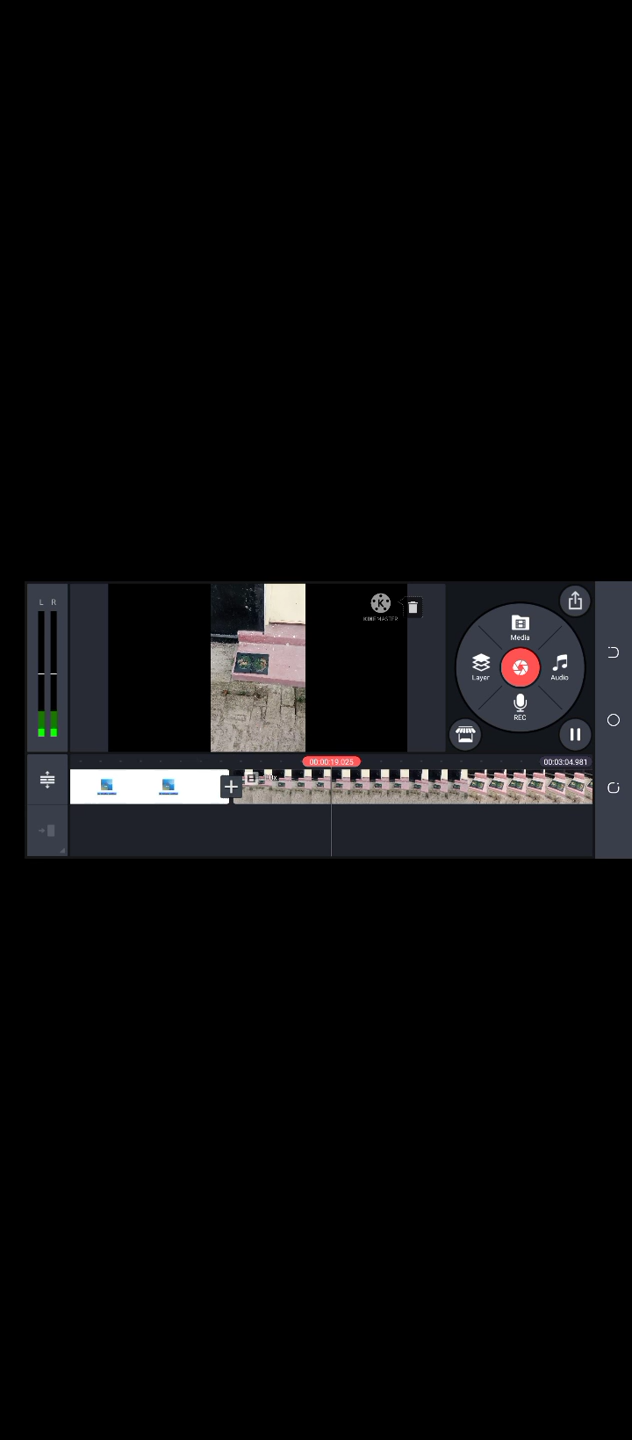 L R
KINEMASTER
Media
Layer
Audio
REC
00:00:19.025
00:03:04.981